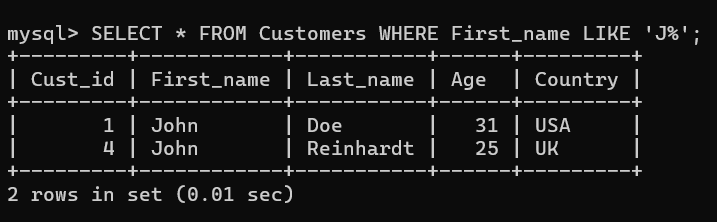 mysql> SELECT * FROM Customers WHERE First_name LIKE 'J%';
+---------+------------+-----------+------+---------+
| Cust_id | First_name | Last_name | Age  | Country |
+---------+------------+-----------+------+---------+
|       1 | John       | Doe       |   31 | USA     |
|       4 | John       | Reinhardt |   25 | UK      |
+---------+------------+-----------+------+---------+
2 rows in set (0.01 sec)